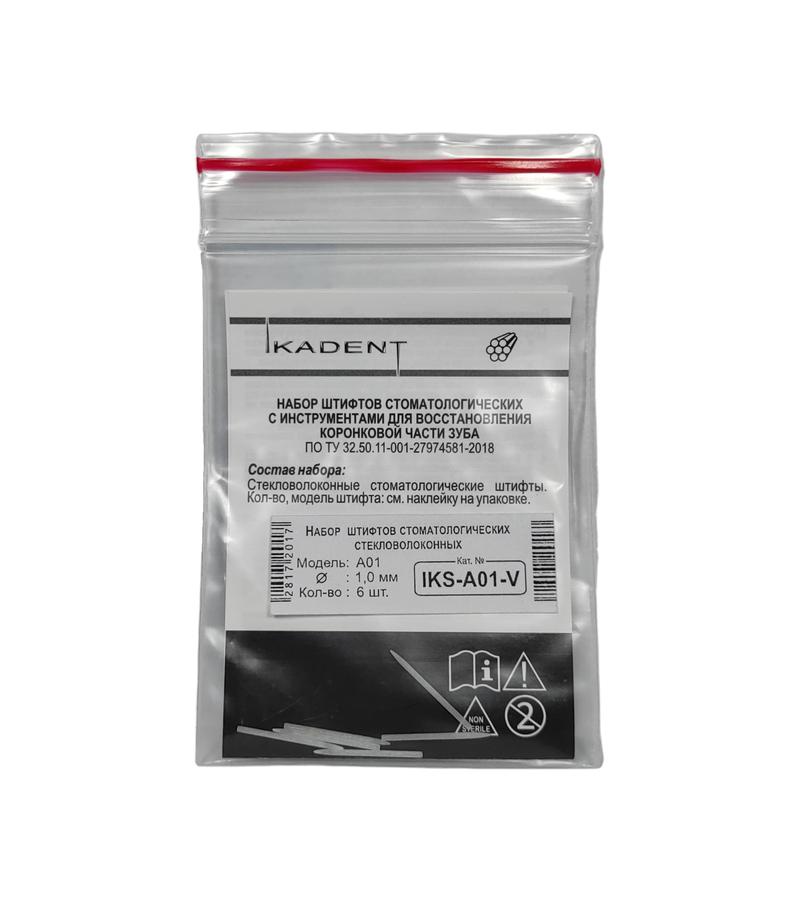 IKADENT
НАБОР ШТИФТОВ СТОМАТОЛОГИЧЕСКИХ
С ИНСТРУМЕНТАМИ ДЛЯ ВОССТАНОВЛЕНИЯ
КОРОНКОВОЙ ЧАСТИ ЗУБА
ПО ТУ 32.50.11-001-27974581-2018
Состав набора:
Стекловолоконные стоматологические штифты.
Кол-во, модель штифта: см. наклейку на упаковке.
НАБОР ШТИФТОВ СТОМАТОЛОГИЧЕСКИХ
СТЕКЛОВОЛОКОННЫХ
Модель: А01
Ø : 1,0 мм
Кол-во : 6 шт.
Кат. №
IKS-A01-V
2817 2017
i
!
NON
STERILE
2